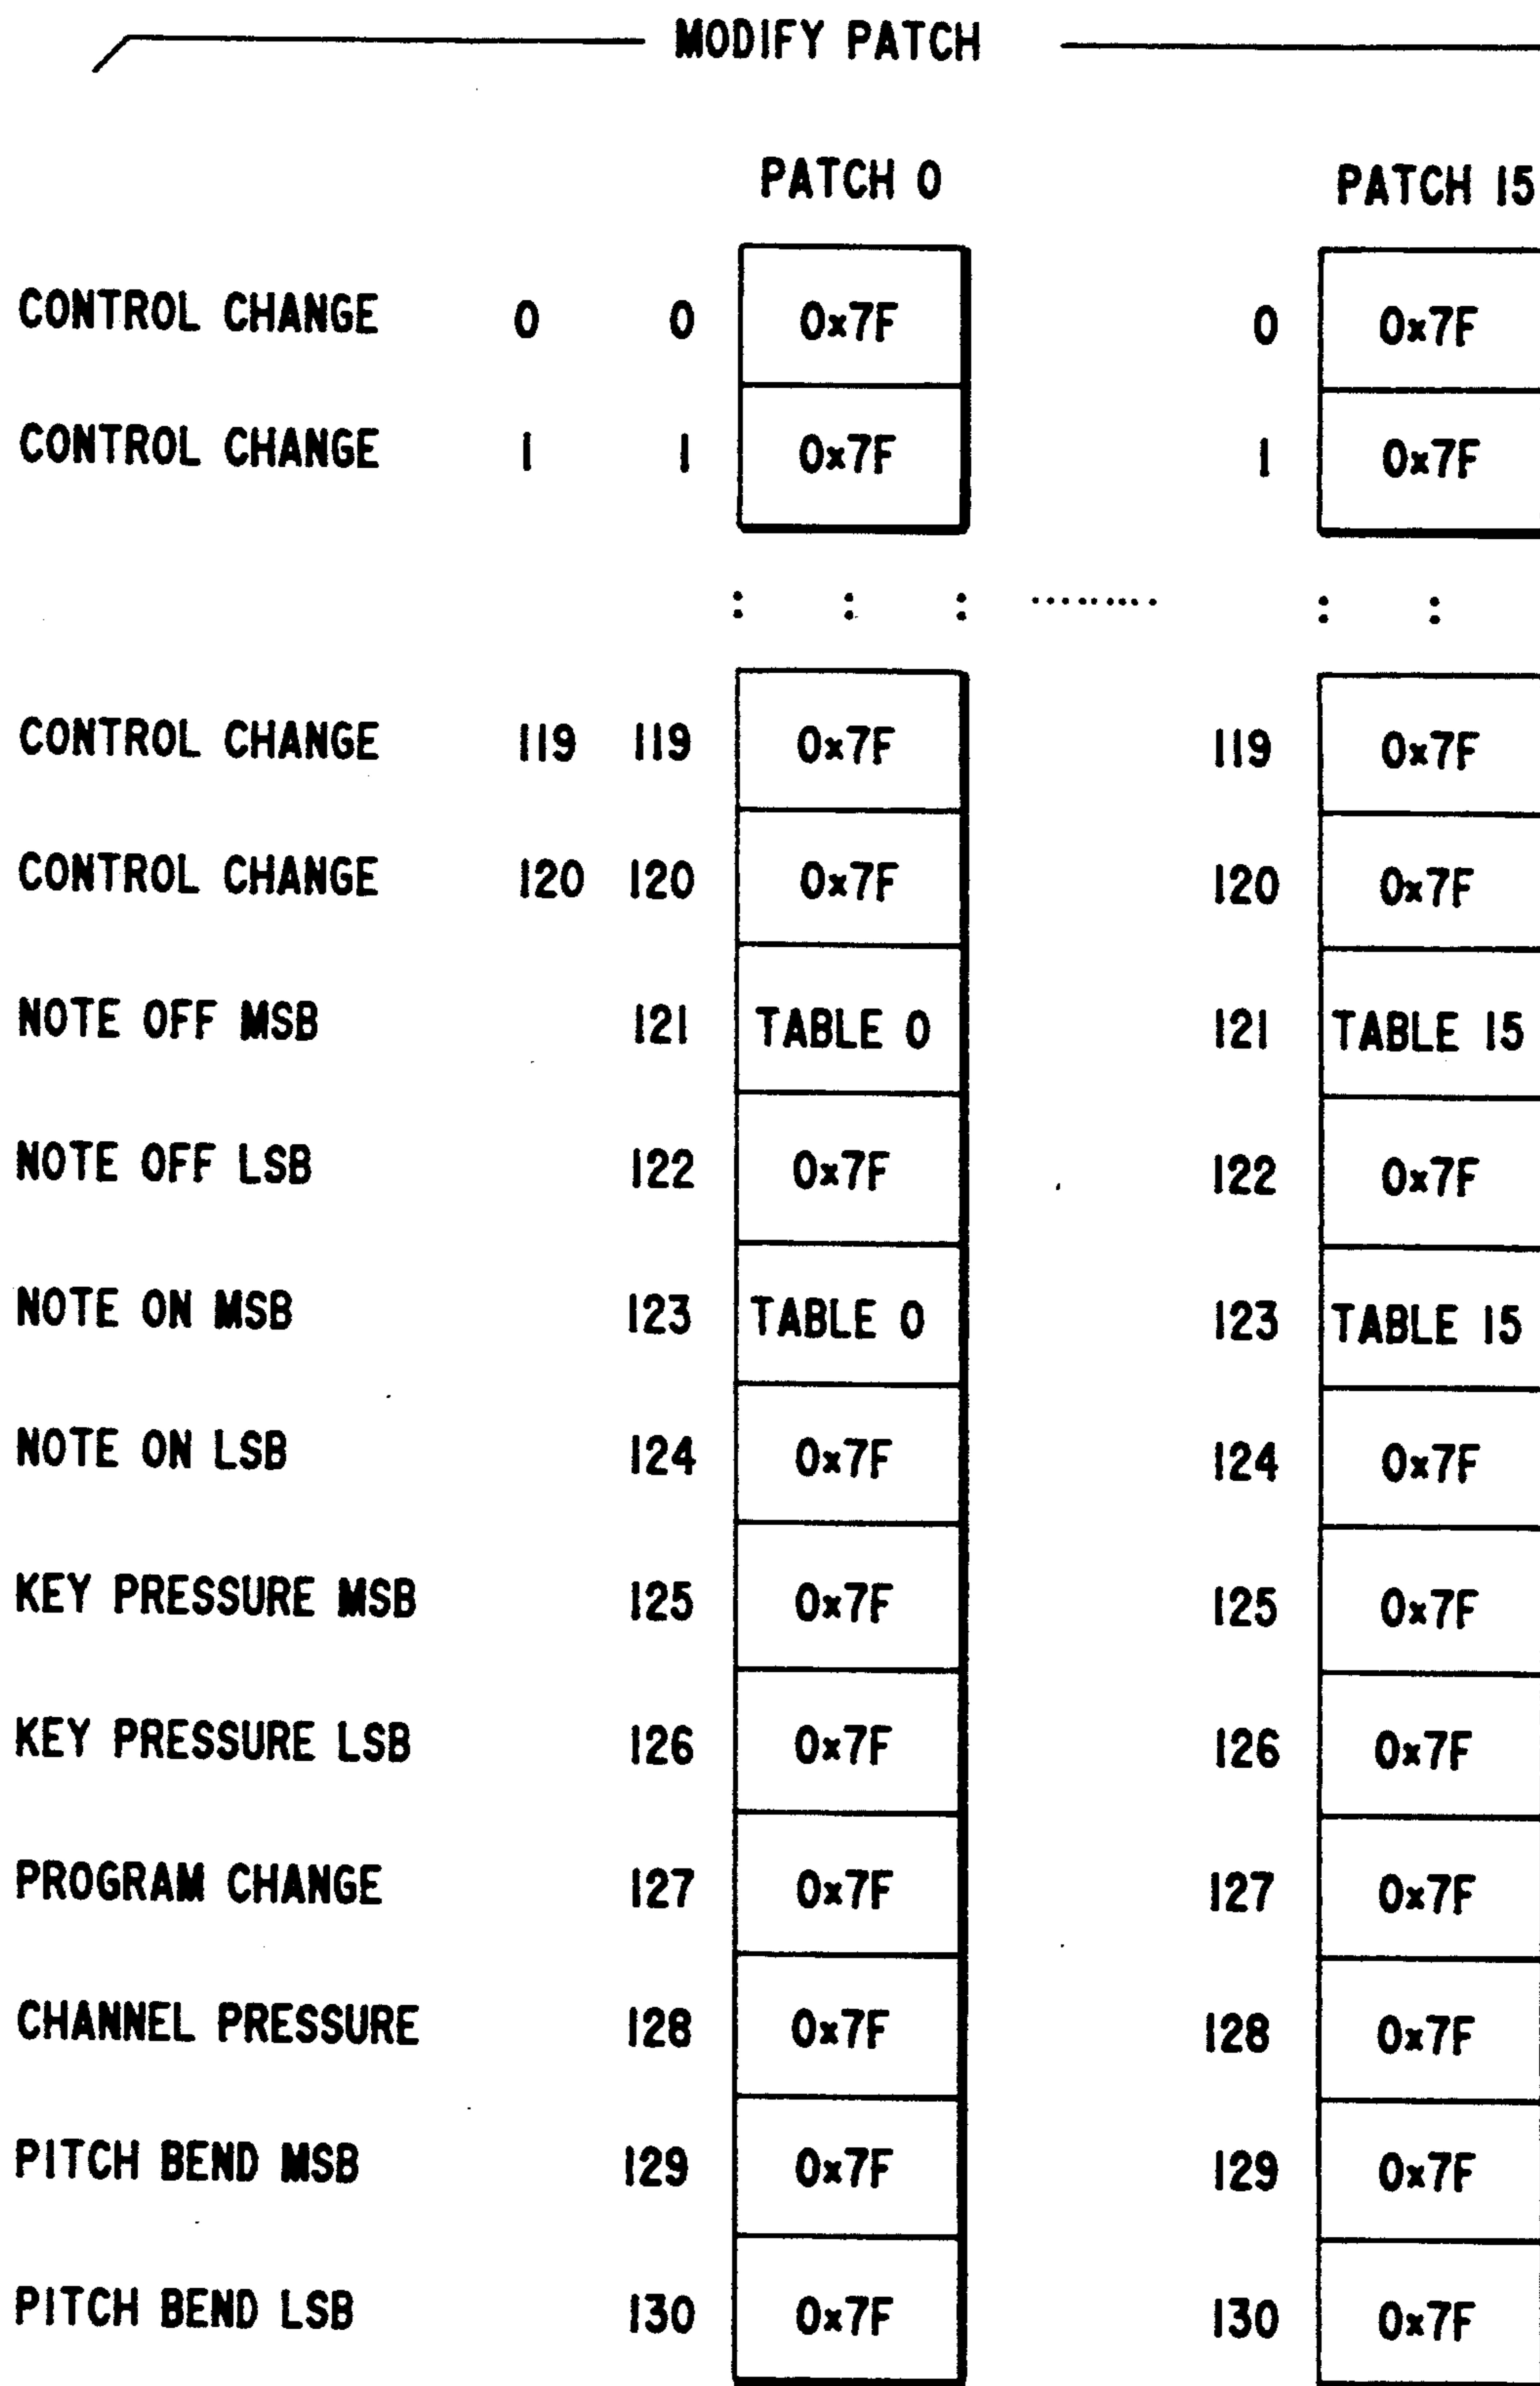 MODIFY PATCH
PATCH 0 PATCH 15
CONTROL CHANGE 0 0 0x7F 0 0x7F
CONTROL CHANGE 1 1 0x7F 1 0x7F
: : : ......... : :
CONTROL CHANGE 119 119 0x7F 119 0x7F
CONTROL CHANGE 120 120 0x7F 120 0x7F
NOTE OFF MSB 121 TABLE 0 121 TABLE 15
NOTE OFF LSB 122 0x7F 122 0x7F
NOTE ON MSB 123 TABLE 0 123 TABLE 15
NOTE ON LSB 124 0x7F 124 0x7F
KEY PRESSURE MSB 125 0x7F 125 0x7F
KEY PRESSURE LSB 126 0x7F 126 0x7F
PROGRAM CHANGE 127 0x7F 127 0x7F
CHANNEL PRESSURE 128 0x7F 128 0x7F
PITCH BEND MSB 129 0x7F 129 0x7F
PITCH BEND LSB 130 0x7F 130 0x7F